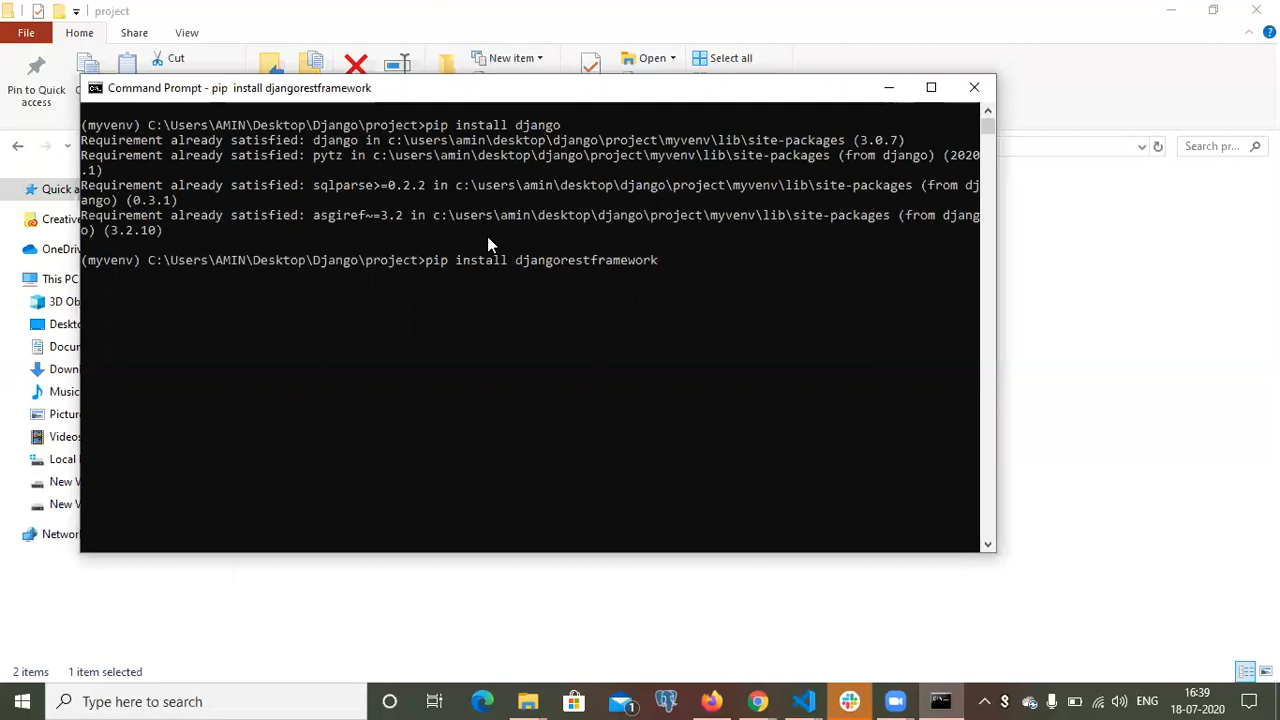 project
File
Home
Share
View
Cut
New item
Open
Select all
Pin to Quick
access
Command Prompt - pip  install djangorestframework
(myvenv) C:\Users\AMIN\Desktop\Django\project>pip install django
Requirement already satisfied: django in c:\users\amin\desktop\django\project\myvenv\lib\site-packages (3.0.7)
Requirement already satisfied: pytz in c:\users\amin\desktop\django\project\myvenv\lib\site-packages (from django) (2020
.1)
Requirement already satisfied: sqlparse>=0.2.2 in c:\users\amin\desktop\django\project\myvenv\lib\site-packages (from dj
ango) (0.3.1)
Requirement already satisfied: asgiref~=3.2 in c:\users\amin\desktop\django\project\myvenv\lib\site-packages (from djang
o) (3.2.10)
(myvenv) C:\Users\AMIN\Desktop\Django\project>pip install djangorestframework
Search pr...
Quick a
Creative
OneDriv
This PC
3D Ob
Deskto
Docum
Downl
Music
Picture
Videos
Local
New V
New V
Networ
2 items
1 item selected
Type here to search
1
ENG
16:39
18-07-2020